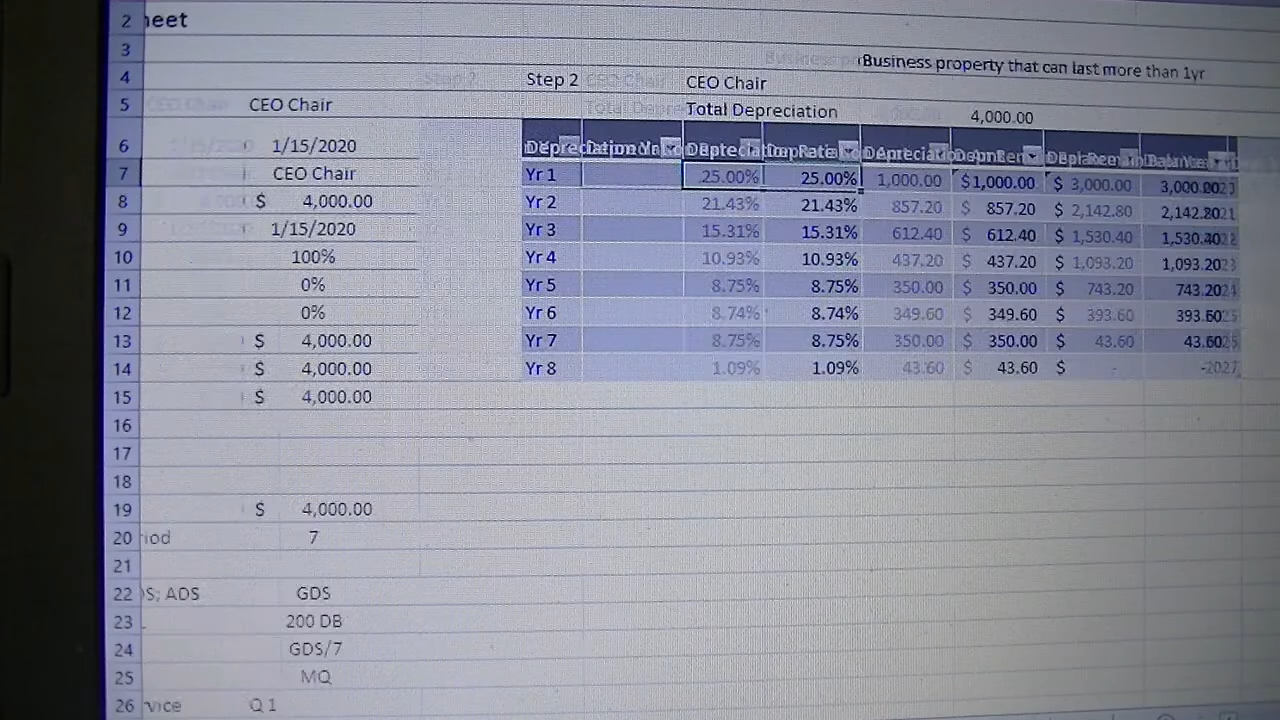 2 heet
3 Business property that can last more than 1yr
4 Step 2 CEO Chair
5 CEO Chair Total Depreciation 4,000.00
6 1/15/2020
7 CEO Chair Yr 1 25.00% 25.00% 1,000.00 $1,000.00 $ 3,000.00 3,000.00
8 $ 4,000.00 Yr 2 21.43% 21.43% 857.20 $ 857.20 $ 2,142.80 2,142.80
9 1/15/2020 Yr 3 15.31% 15.31% 612.40 $ 612.40 $ 1,530.40 1,530.40
10 100% Yr 4 10.93% 10.93% 437.20 $ 437.20 $ 1,093.20 1,093.20
11 0% Yr 5 8.75% 8.75% 350.00 $ 350.00 $ 743.20 743.20
12 0% Yr 6 8.74% 8.74% 349.60 $ 349.60 $ 393.60 393.60
13 $ 4,000.00 Yr 7 8.75% 8.75% 350.00 $ 350.00 $ 43.60 43.60
14 $ 4,000.00 Yr 8 1.09% 1.09% 43.60 $ 43.60 $ - -2027
15 $ 4,000.00
16
17
18
19 $ 4,000.00
20 riod 7
21
22 S; ADS GDS
23 200 DB
24 GDS/7
25 MQ
26 rvice Q1